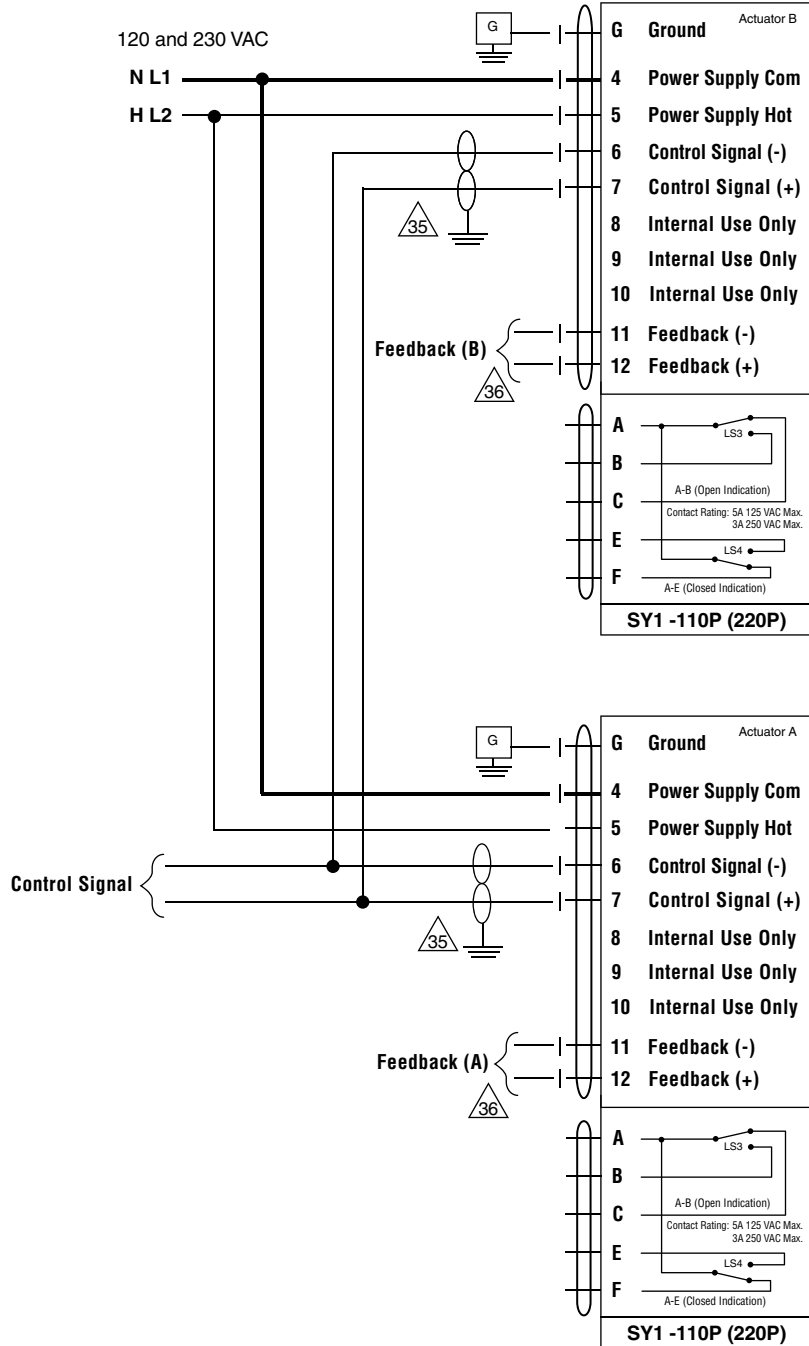 120 and 230 VAC
N L1
H L2
G
Actuator B
G Ground
4 Power Supply Com
5 Power Supply Hot
6 Control Signal (-)
7 Control Signal (+)
8 Internal Use Only
9 Internal Use Only
10 Internal Use Only
11 Feedback (-)
12 Feedback (+)
35
Feedback (B)
36
A
LS3
B
A-B (Open Indication)
C
Contact Rating: 5A 125 VAC Max.
3A 250 VAC Max.
E
LS4
F
A-E (Closed Indication)
SY1 -110P (220P)
G
Actuator A
G Ground
4 Power Supply Com
5 Power Supply Hot
6 Control Signal (-)
7 Control Signal (+)
8 Internal Use Only
9 Internal Use Only
10 Internal Use Only
11 Feedback (-)
12 Feedback (+)
Control Signal
35
Feedback (A)
36
A
LS3
B
A-B (Open Indication)
C
Contact Rating: 5A 125 VAC Max.
3A 250 VAC Max.
E
LS4
F
A-E (Closed Indication)
SY1 -110P (220P)